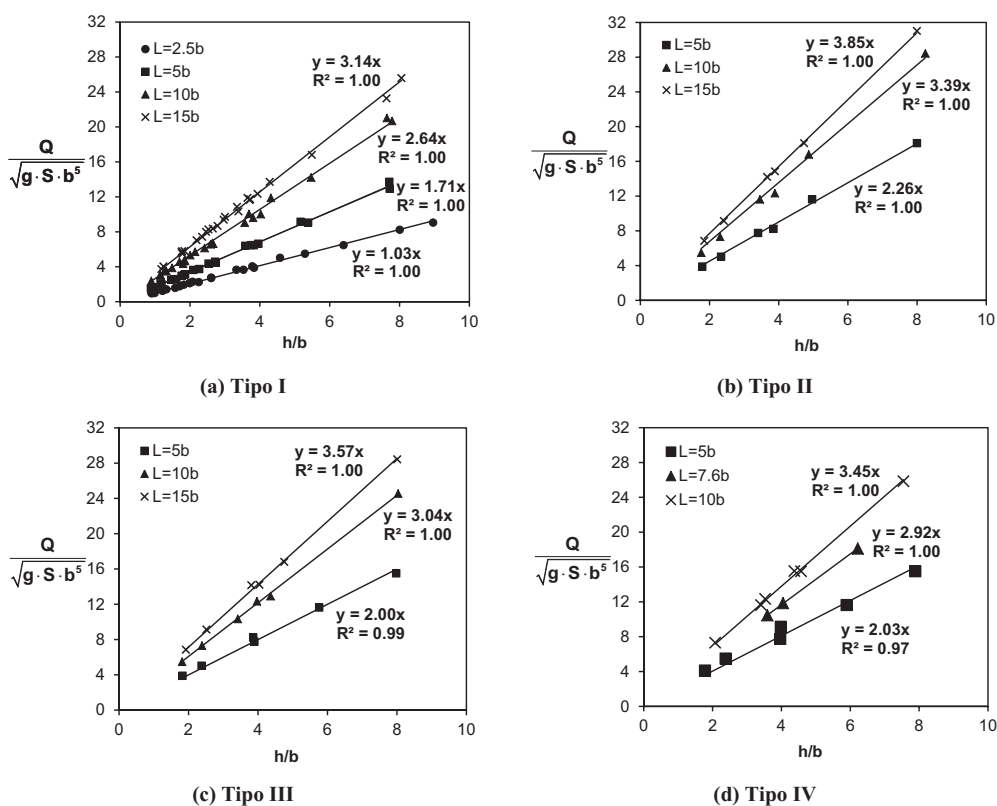 32
28
24
20
16
12
8
4
0
Q
√g·S·b⁵
L=2.5b
L=5b
L=10b
L=15b
y = 3.14x
R² = 1.00
y = 2.64x
R² = 1.00
y = 1.71x
R² = 1.00
y = 1.03x
R² = 1.00
0 2 4 6 8 10
h/b
(a) Tipo I
32
28
24
20
16
12
8
4
0
Q
√g·S·b⁵
L=5b
L=10b
L=15b
y = 3.85x
R² = 1.00
y = 3.39x
R² = 1.00
y = 2.26x
R² = 1.00
0 2 4 6 8 10
h/b
(b) Tipo II
32
28
24
20
16
12
8
4
0
Q
√g·S·b⁵
L=5b
L=10b
L=15b
y = 3.57x
R² = 1.00
y = 3.04x
R² = 1.00
y = 2.00x
R² = 0.99
0 2 4 6 8 10
h/b
(c) Tipo III
32
28
24
20
16
12
8
4
0
Q
√g·S·b⁵
L=5b
L=7.6b
L=10b
y = 3.45x
R² = 1.00
y = 2.92x
R² = 1.00
y = 2.03x
R² = 0.97
0 2 4 6 8 10
h/b
(d) Tipo IV